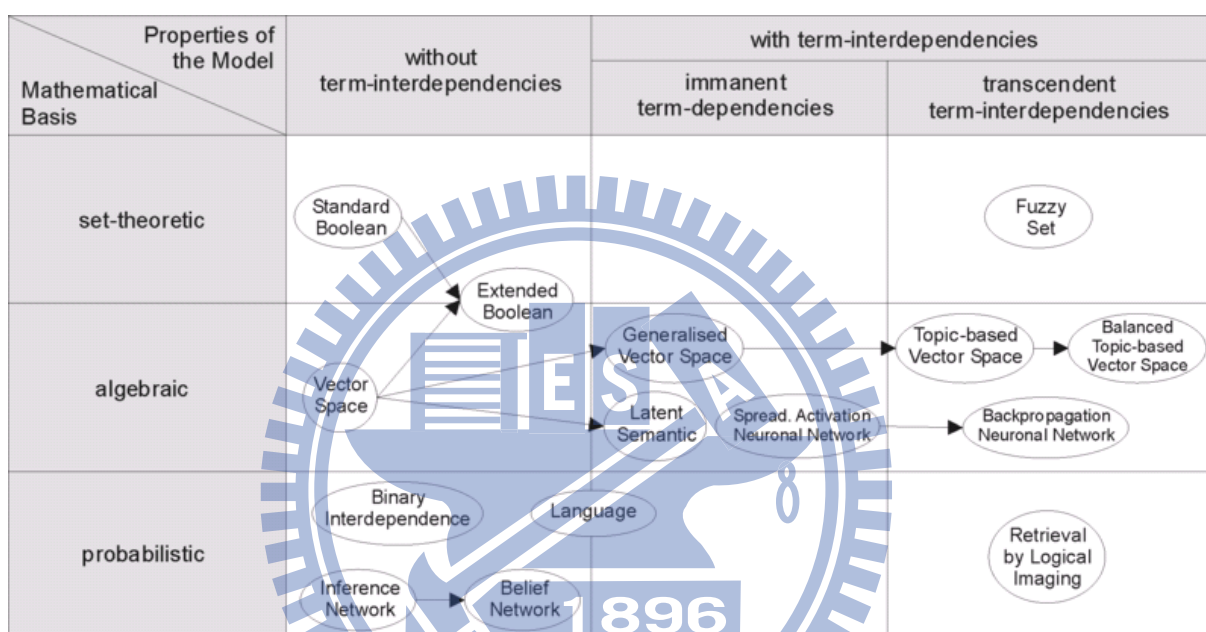 Properties of
the Model
Mathematical
Basis
without
term-interdependencies
with term-interdependencies
immanent
term-dependencies
transcendent
term-interdependencies
set-theoretic
Standard
Boolean
Fuzzy
Set
Extended
Boolean
algebraic
Vector
Space
Generalised
Vector Space
Topic-based
Vector Space
Balanced
Topic-based
Vector Space
Latent
Semantic
Spread. Activation
Neuronal Network
Backpropagation
Neuronal Network
E S A
8
probabilistic
Binary
Interdependence
Language
Retrieval
by Logical
Imaging
Inference
Network
Belief
Network
1896